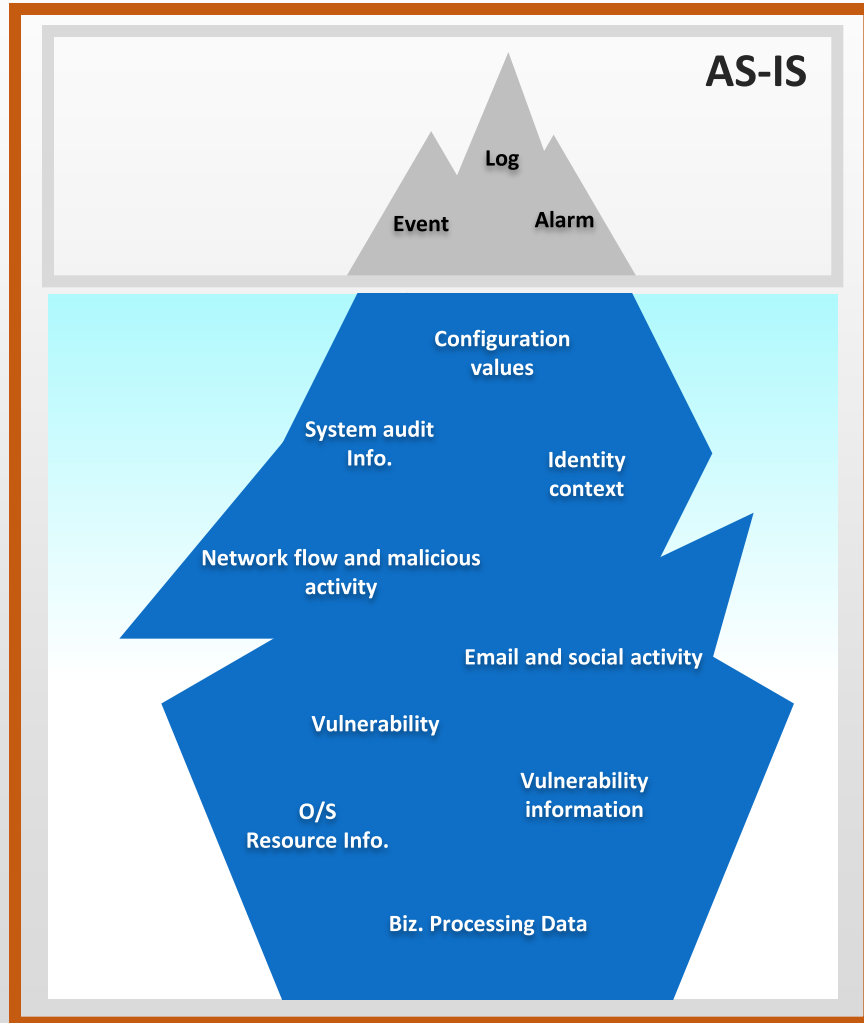 AS-IS
Log
Event
Alarm
Configuration
values
System audit
Info.
Identity
context
Network flow and malicious
activity
Email and social activity
Vulnerability
Vulnerability
information
O/S
Resource Info.
Biz. Processing Data